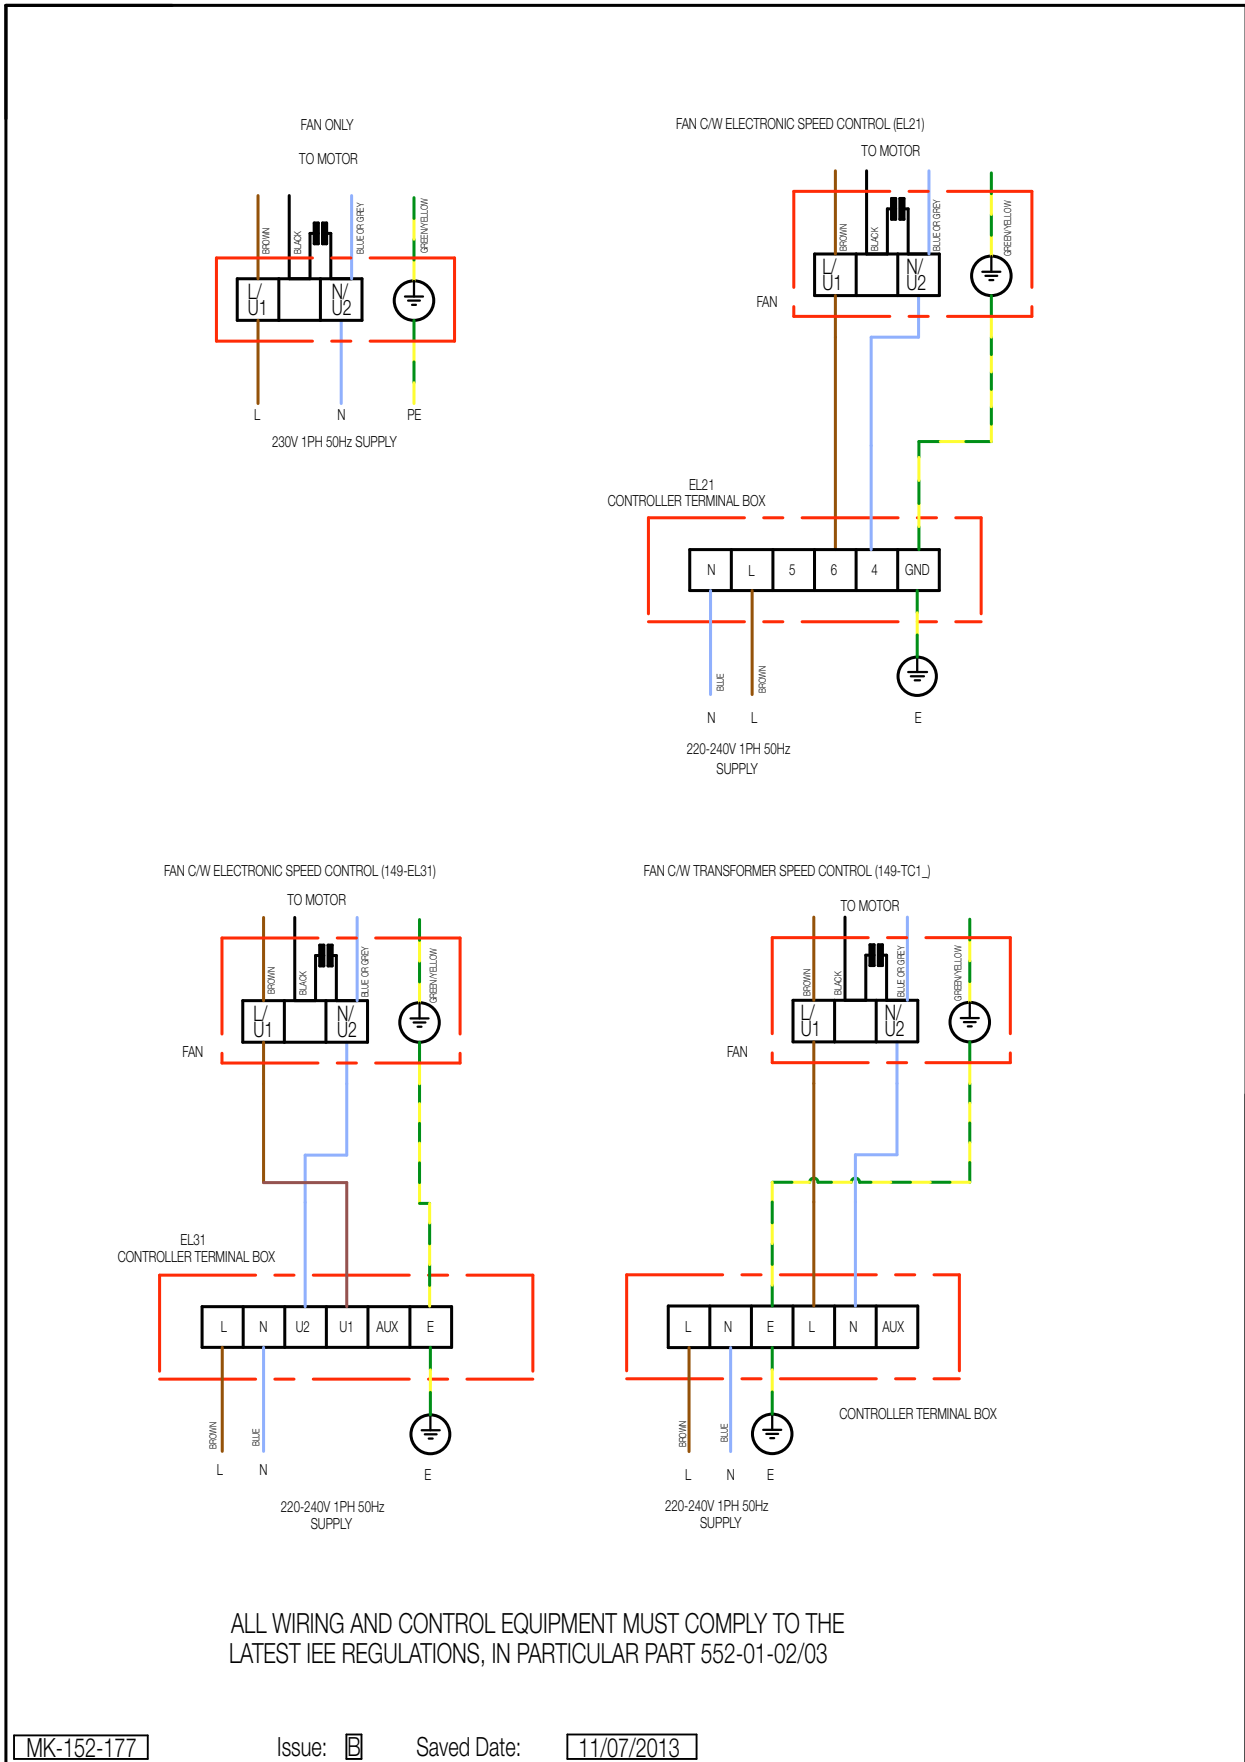 FAN ONLY
TO MOTOR
BROWN
BLACK
BLUE OR GREY
GREEN/YELLOW
L/
U1
N/
U2
L
N
PE
230V 1PH 50Hz SUPPLY
FAN C/W ELECTRONIC SPEED CONTROL (EL21)
TO MOTOR
BROWN
BLACK
BLUE OR GREY
GREEN/YELLOW
L/
U1
N/
U2
FAN
EL21
CONTROLLER TERMINAL BOX
N
L
5
6
4
GND
BLUE
BROWN
N
L
E
220-240V 1PH 50Hz
SUPPLY
FAN C/W ELECTRONIC SPEED CONTROL (149-EL31)
TO MOTOR
BROWN
BLACK
BLUE OR GREY
GREEN/YELLOW
L/
U1
N/
U2
FAN
EL31
CONTROLLER TERMINAL BOX
L
N
U2
U1
AUX
E
BROWN
BLUE
L
N
E
220-240V 1PH 50Hz
SUPPLY
FAN C/W TRANSFORMER SPEED CONTROL (149-TC1_)
TO MOTOR
BROWN
BLACK
BLUE OR GREY
GREEN/YELLOW
L/
U1
N/
U2
FAN
L
N
E
L
N
AUX
CONTROLLER TERMINAL BOX
BROWN
BLUE
L
N
E
220-240V 1PH 50Hz
SUPPLY
ALL WIRING AND CONTROL EQUIPMENT MUST COMPLY TO THE
LATEST IEE REGULATIONS, IN PARTICULAR PART 552-01-02/03
MK-152-177
Issue: B
Saved Date: 11/07/2013